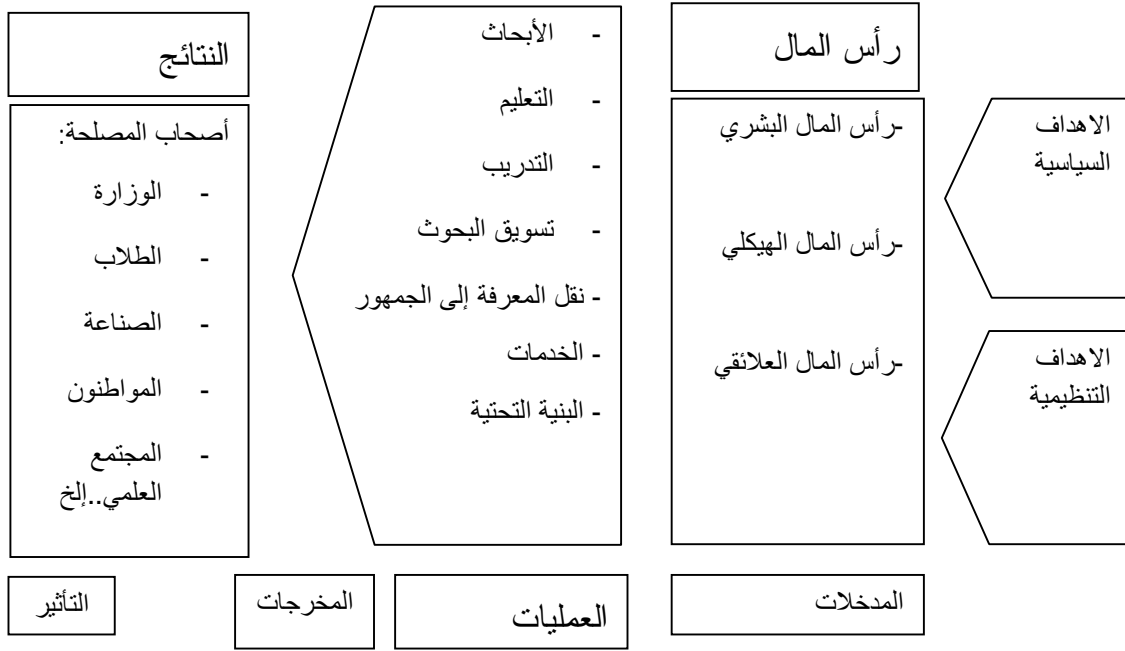 الاهداف
السياسية
الاهداف
التنظيمية
رأس المال
-رأس المال البشري
-رأس المال الهيكلي
-رأس المال العلائقي
- الأبحاث
- التعليم
- التدريب
- تسويق البحوث
- نقل المعرفة إلى الجمهور
- الخدمات
- البنية التحتية
النتائج
أصحاب المصلحة:
- الوزارة
- الطلاب
- الصناعة
- المواطنون
- المجتمع
العلمي..إلخ
المدخلات
العمليات
المخرجات
التأثير